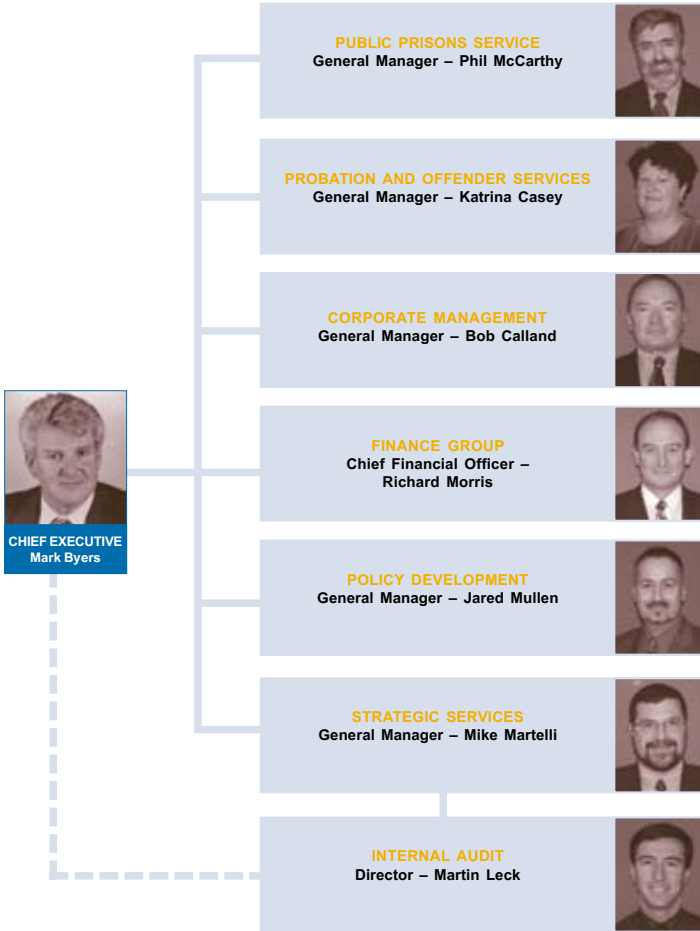 PUBLIC PRISONS SERVICE
General Manager – Phil McCarthy
PROBATION AND OFFENDER SERVICES
General Manager – Katrina Casey
CORPORATE MANAGEMENT
General Manager – Bob Calland
FINANCE GROUP
Chief Financial Officer –
Richard Morris
CHIEF EXECUTIVE
Mark Byers
POLICY DEVELOPMENT
General Manager – Jared Mullen
STRATEGIC SERVICES
General Manager – Mike Martelli
INTERNAL AUDIT
Director – Martin Leck